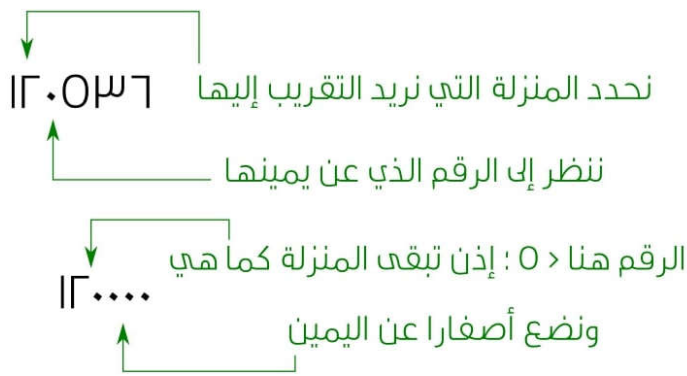 ١٢٠٥٣٦
نحدد المنزلة التي نريد التقريب إليها
ننظر إلى الرقم الذي عن يمينها
الرقم هنا < ٥ ؛ إذن تبقى المنزلة كما هي
١٢٠٠٠٠
ونضع أصفارا عن اليمين